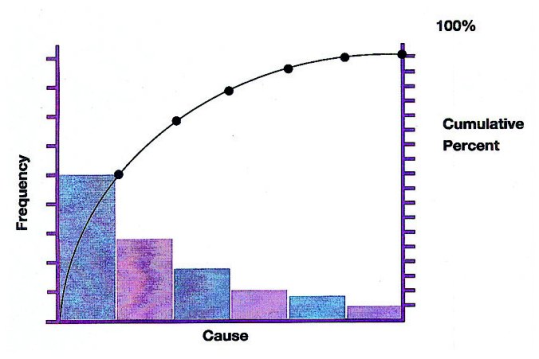 100%
Cumulative
Percent
Frequency
Cause